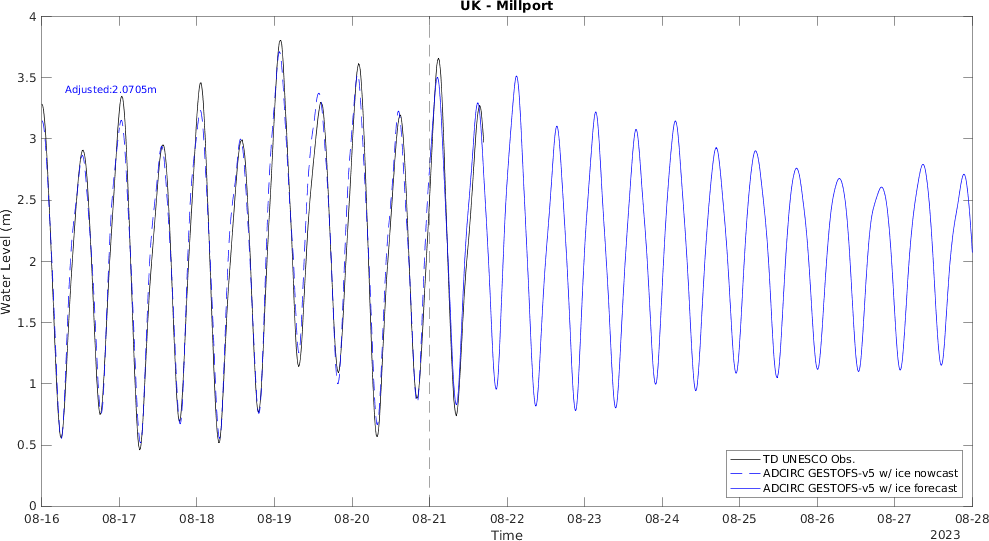 UK - Millport
4
3.5
3
2.5
2
1.5
1
0.5
0
Water Level (m)
Adjusted:2.0705m
TD UNESCO Obs.
ADCIRC GESTOFS-v5 w/ ice nowcast
ADCIRC GESTOFS-v5 w/ ice forecast
08-16 08-17 08-18 08-19 08-20 08-21 08-22 08-23 08-24 08-25 08-26 08-27 08-28
Time
2023